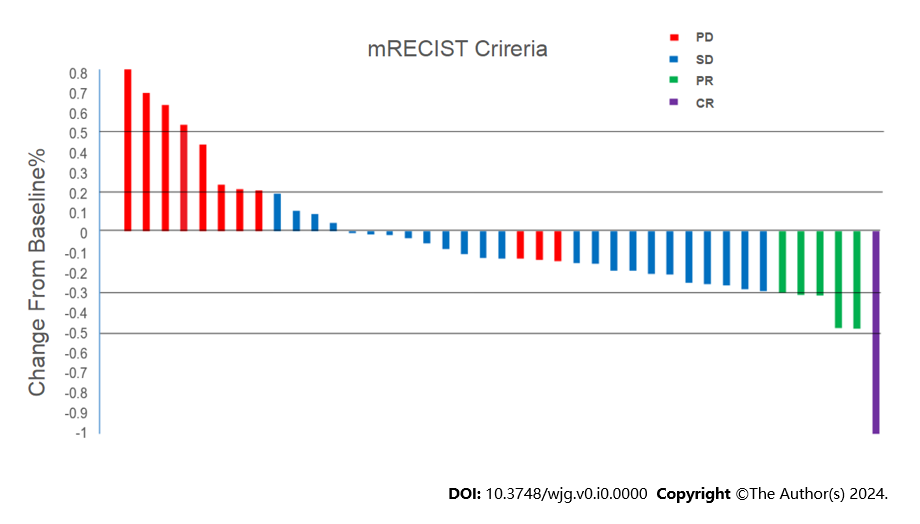 mRECIST Crireria
PD
SD
PR
CR
Change From Baseline%
0.8
0.7
0.6
0.5
0.4
0.3
0.2
0.1
0
-0.1
-0.2
-0.3
-0.4
-0.5
-0.6
-0.7
-0.8
-0.9
-1
DOI: 10.3748/wjg.v0.i0.0000 Copyright ©The Author(s) 2024.